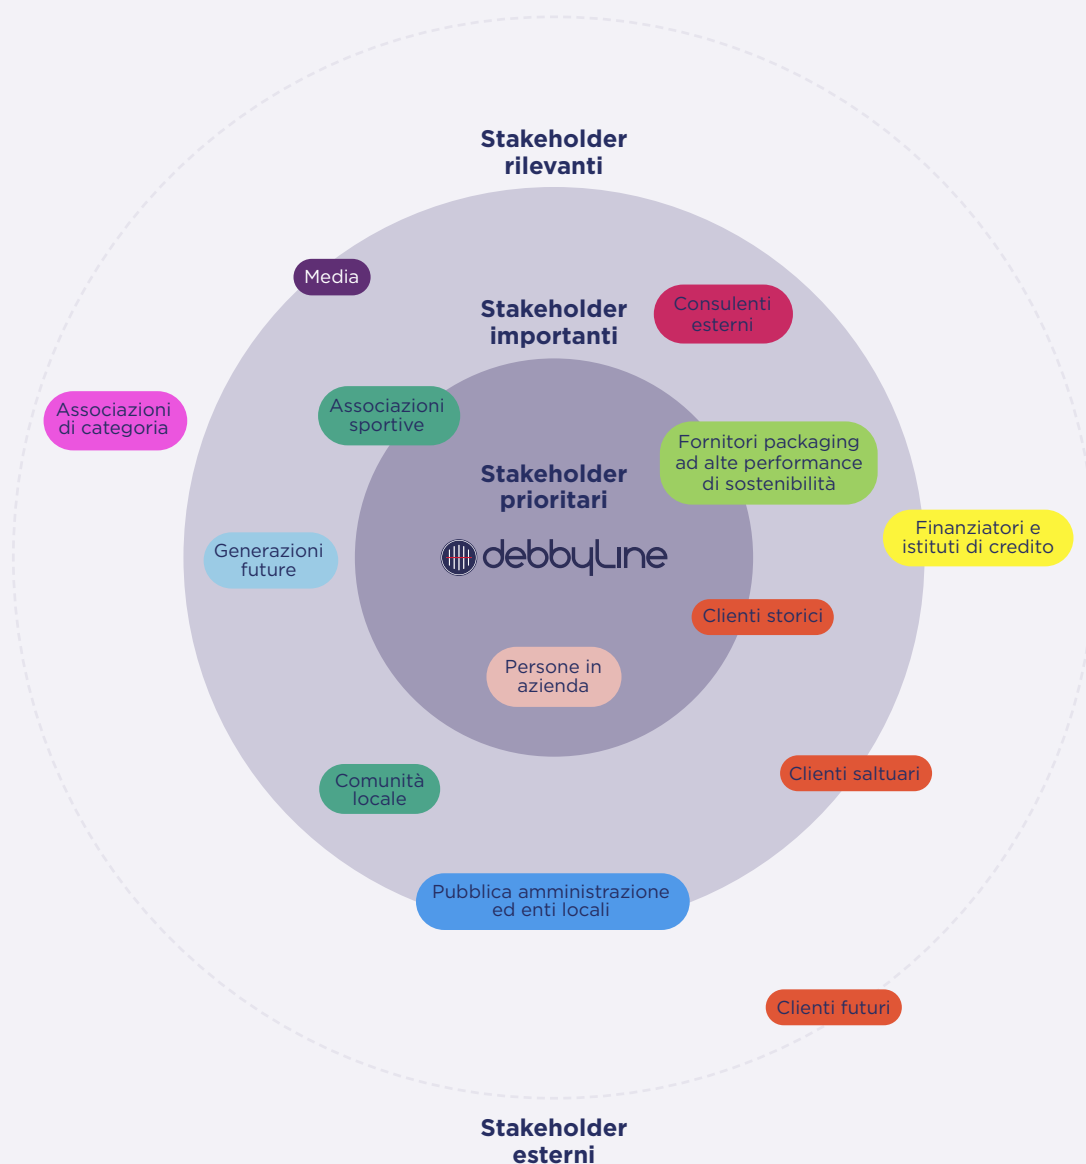 Stakeholder
rilevanti
Media
Stakeholder
importanti
Consulenti
esterni
Associazioni
di categoria
Associazioni
sportive
Fornitori packaging
ad alte performance
di sostenibilità
Stakeholder
prioritari
debbyLine
Generazioni
future
Finanziatori e
istituti di credito
Clienti storici
Persone in
azienda
Comunità
locale
Clienti saltuari
Pubblica amministrazione
ed enti locali
Clienti futuri
Stakeholder
esterni